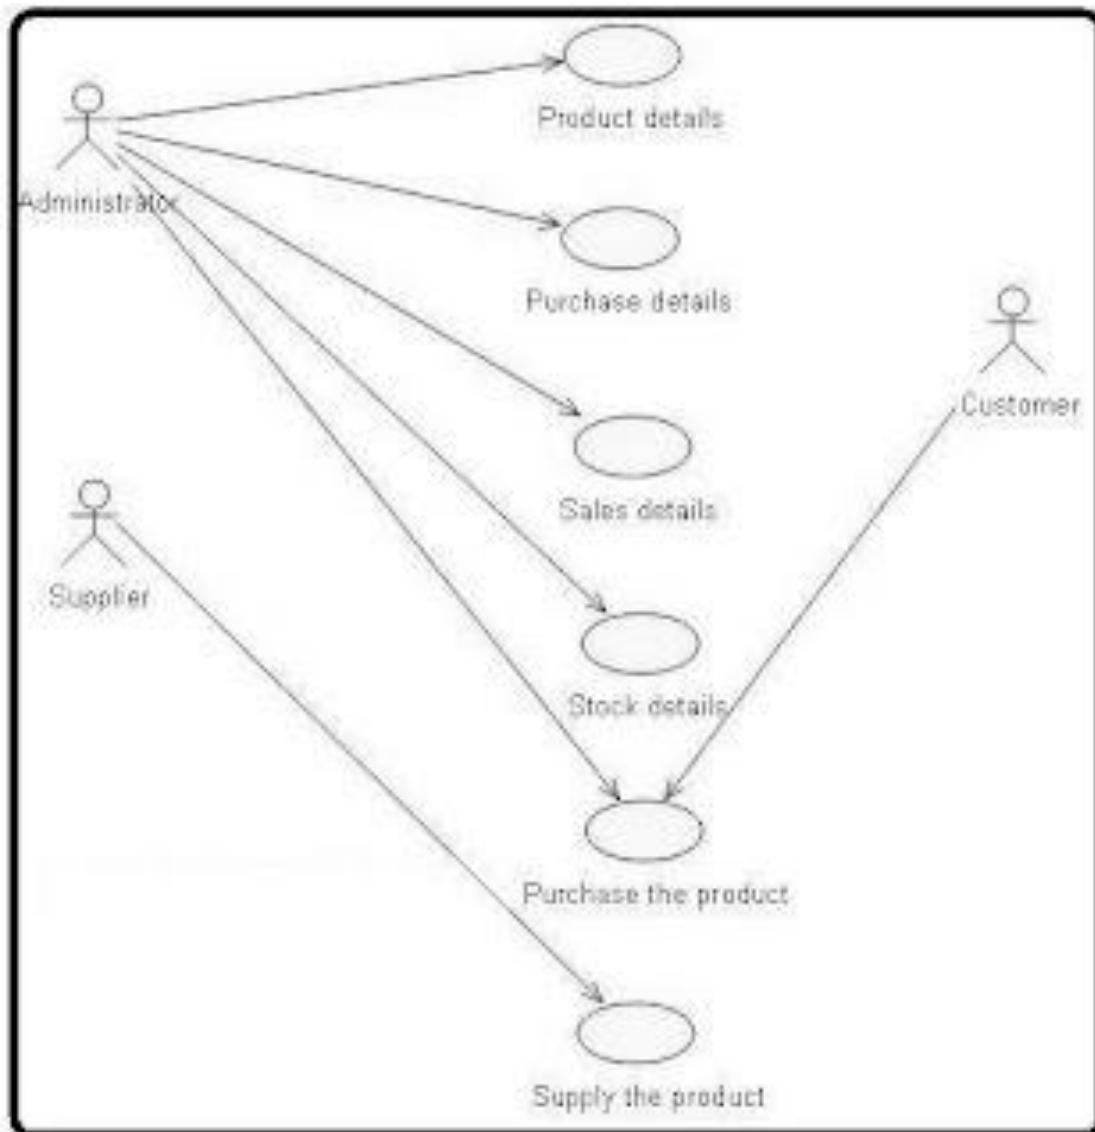 Product details
Administrator
Purchase details
Customer
Sales details
Supplier
Stock details
Purchase the product
Supply the product